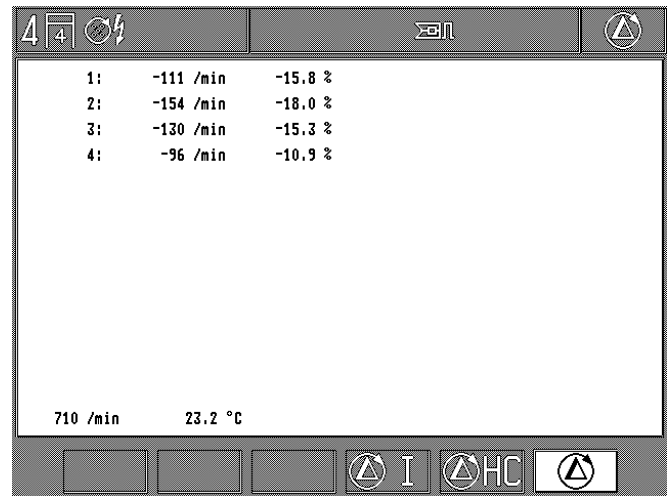 4 4
1: -111 /min -15.8 %
2: -154 /min -18.0 %
3: -130 /min -15.3 %
4: -96 /min -10.9 %
710 /min 23.2 °C
I HC